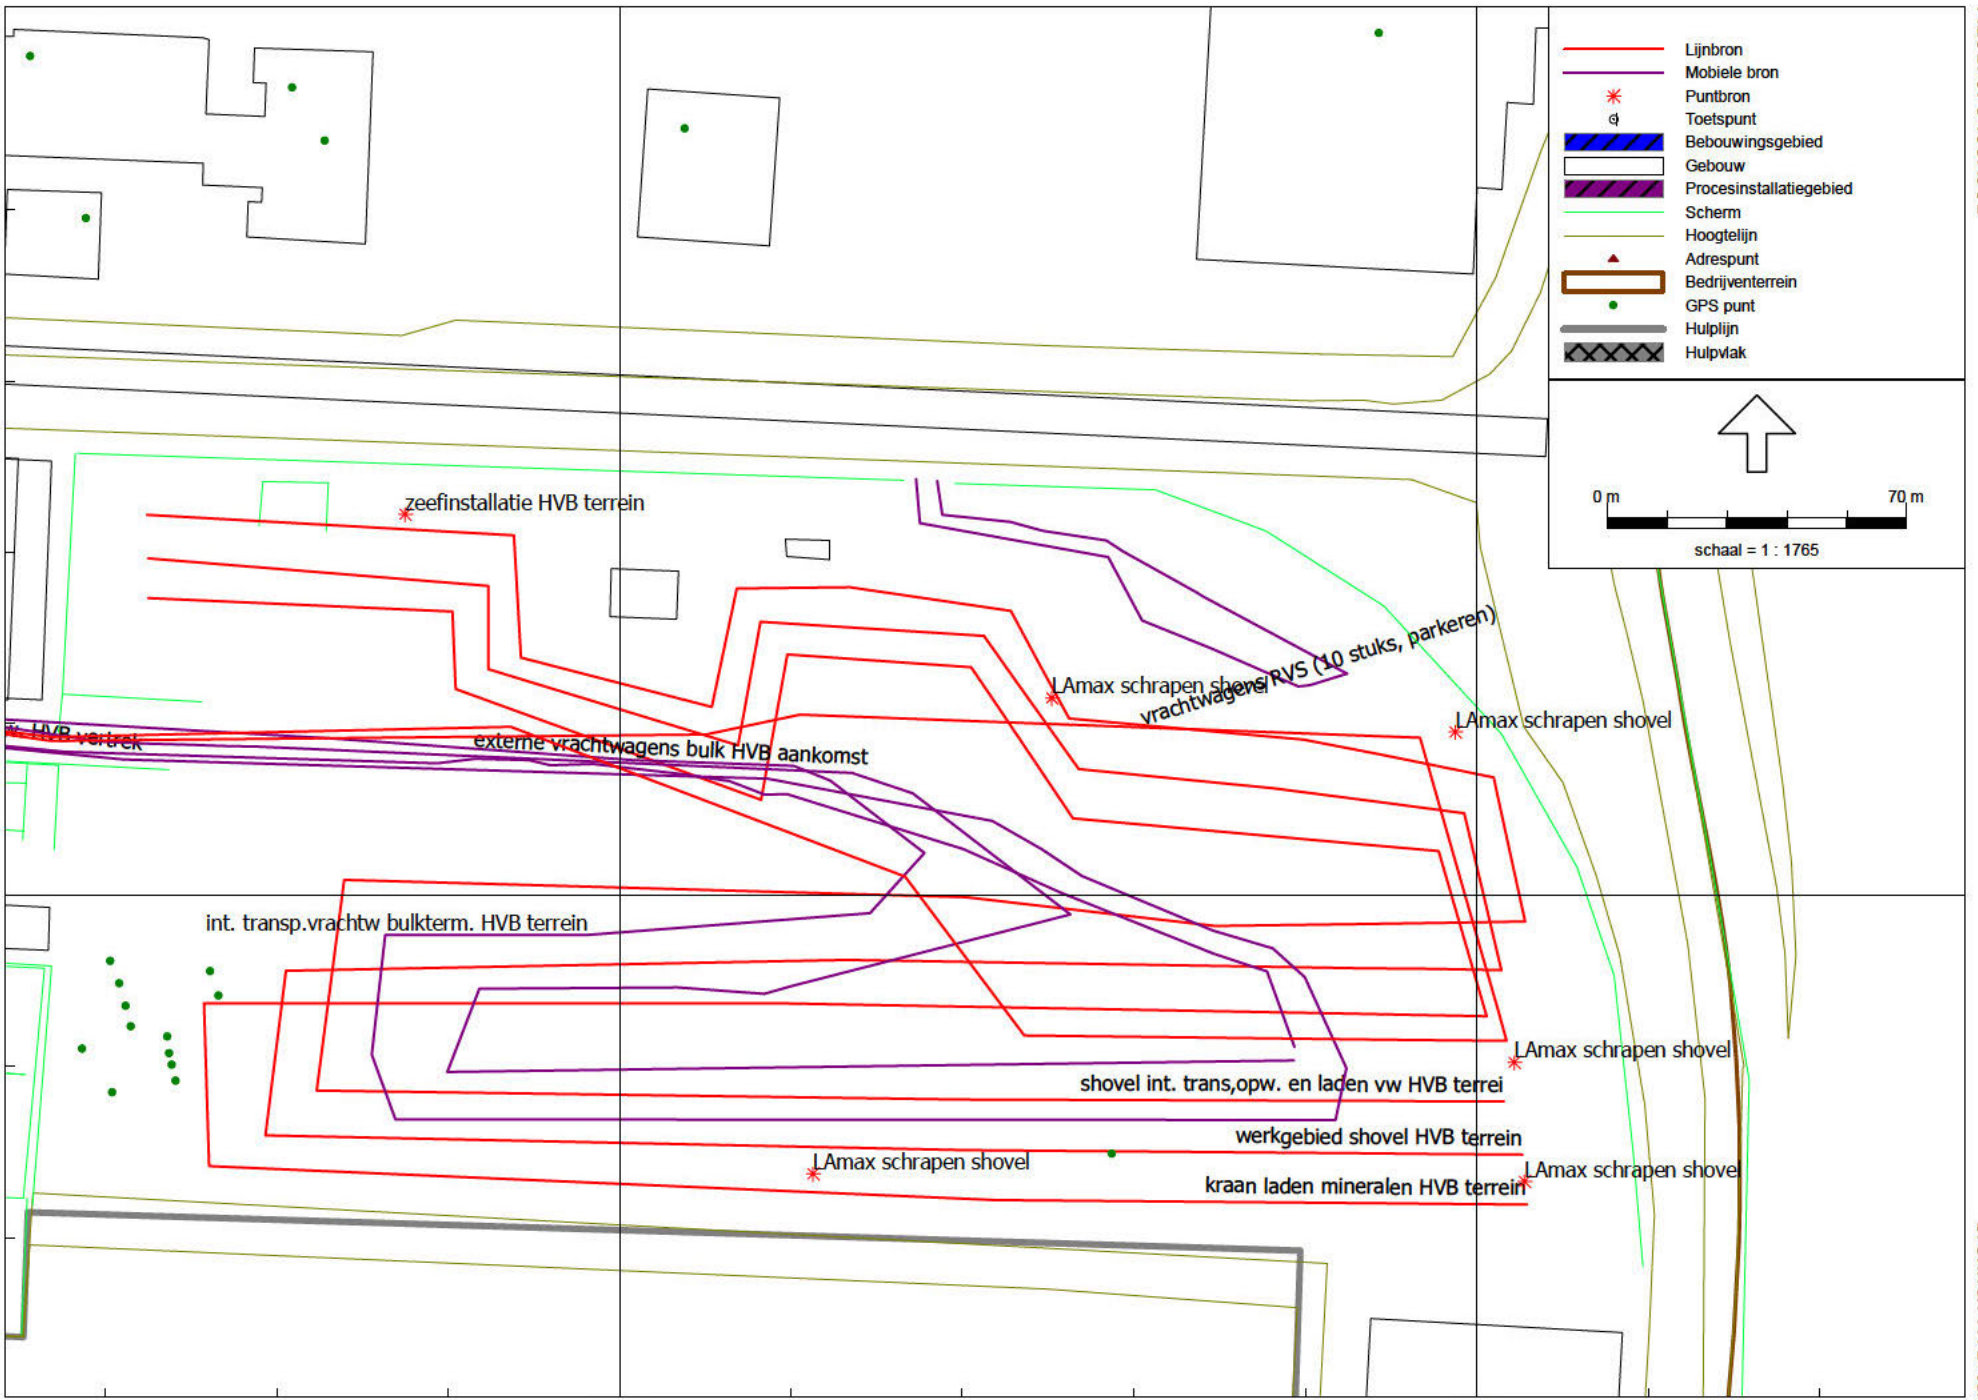 Lijnbron
Mobiele bron
Puntbron
Toetspunt
Bebouwingsgebied
Gebouw
Procesinstallatiegebied
Scherm
Hoogtelijn
Adrespunt
Bedrijventerrein
GPS punt
Hulplijn
Hulpvlak
0 m 70 m
schaal = 1 : 1765
zeefinstallatie HVB terrein
LAmax schrapen shovel
vrachtwagens RVS (10 stuks, parkeren)
LAmax schrapen shovel
HVB vertrek
externe vrachtwagens bulk HVB aankomst
int. transp.vrachtw bulkterm. HVB terrein
LAmax schrapen shovel
shovel int. trans,opw. en laden vw HVB terrei
werkgebied shovel HVB terrein
LAmax schrapen shovel
LAmax schrapen shovel
kraan laden mineralen HVB terrein